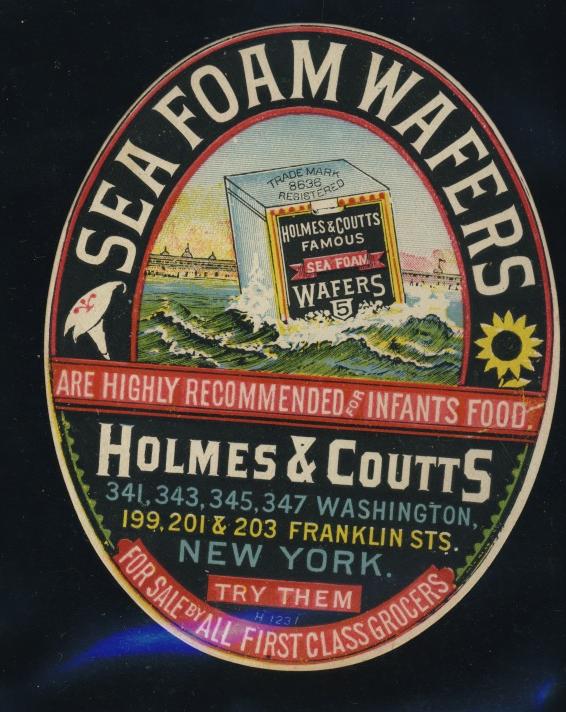 SEA FOAM WAFERS
TRADE MARK
8636
REGISTERED
HOLMES & COUTTS
FAMOUS
SEA FOAM
WAFERS
5
ARE HIGHLY RECOMMENDED FOR INFANTS FOOD.
HOLMES & COUTTS
341, 343, 345, 347 WASHINGTON,
199, 201 & 203 FRANKLIN STS.
NEW YORK.
TRY THEM
H 1231
FOR SALE BY ALL FIRST CLASS GROCERS